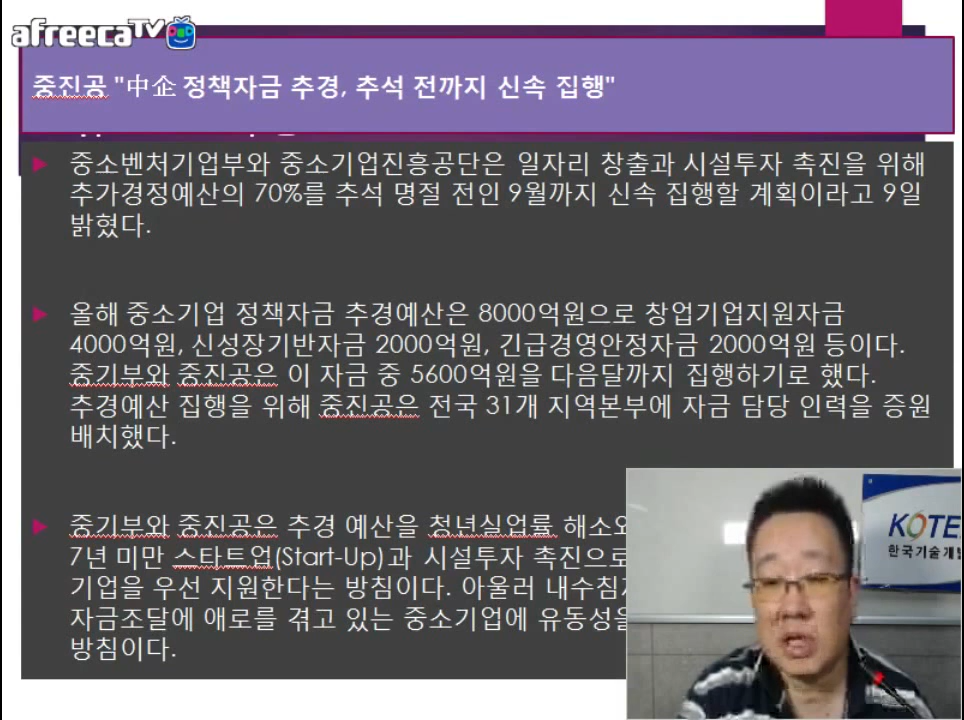 afreecaTV
중진공 "中企 정책자금 추경, 추석 전까지 신속 집행"
중소벤처기업부와 중소기업진흥공단은 일자리 창출과 시설투자 촉진을 위해
추가경정예산의 70%를 추석 명절 전인 9월까지 신속 집행할 계획이라고 9일
밝혔다.
올해 중소기업 정책자금 추경예산은 8000억원으로 창업기업지원자금
4000억원, 신성장기반자금 2000억원, 긴급경영안정자금 2000억원 등이다.
중기부와 중진공은 이 자금 중 5600억원을 다음달까지 집행하기로 했다.
추경예산 집행을 위해 중진공은 전국 31개 지역본부에 자금 담당 인력을 증원
배치했다.
중기부와 중진공은 추경 예산을 청년실업률 해소와
7년 미만 스타트업(Start-Up)과 시설투자 촉진으로
기업을 우선 지원한다는 방침이다. 아울러 내수침
자금조달에 애로를 겪고 있는 중소기업에 유동성을
방침이다.
KOTE
한국기술개발